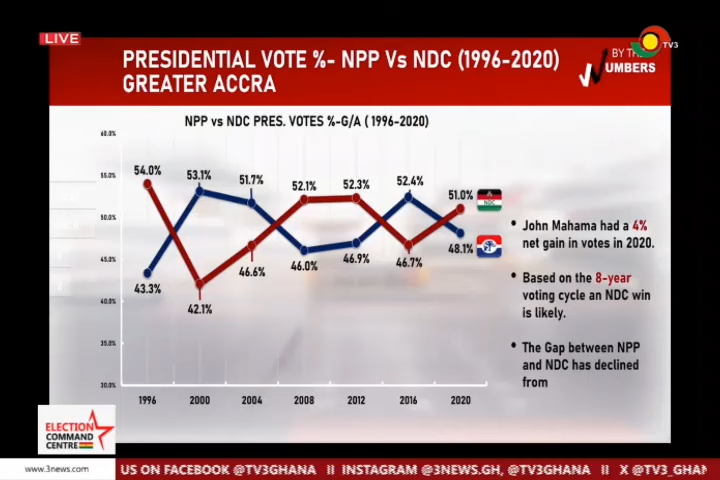 LIVE
PRESIDENTIAL VOTE %- NPP Vs NDC (1996-2020)
GREATER ACCRA
BY THE
NUMBERS
TV3
NPP vs NDC PRES. VOTES %-G/A (1996-2020)
60.0%
50.0%
45.0%
40.0%
35.0%
30.0%
54.0%
53.1%
51.7%
52.1%
52.3%
52.4%
51.0%
43.3%
42.1%
46.6%
46.0%
46.9%
46.7%
48.1%
NDC
1996
2000
2004
2008
2012
2016
2020
• John Mahama had a 4%
net gain in votes in 2020.
• Based on the 8-year
voting cycle an NDC win
is likely.
• The Gap between NPP
and NDC has declined
from
ELECTION
COMMAND
CENTRE
www.3news.com
US ON FACEBOOK @TV3GHANA II INSTAGRAM @3NEWS.GH, @TV3GHANA II X @TV3_GHA